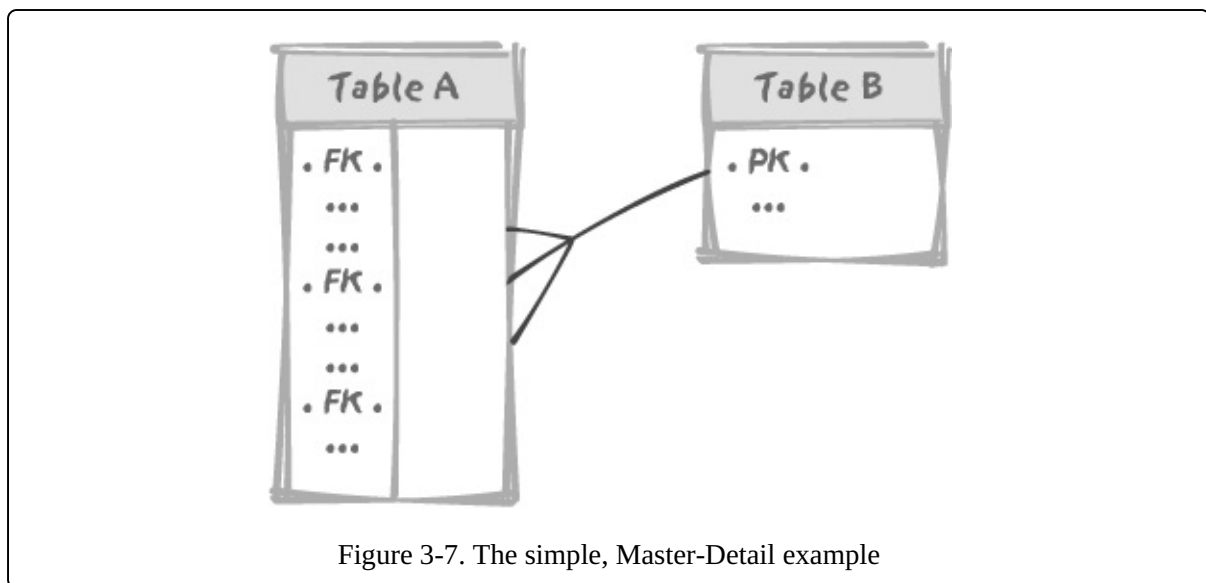 Table A
. FK .
...
...
. FK .
...
...
. FK .
...
Table B
. PK .
...
Figure 3-7. The simple, Master-Detail example